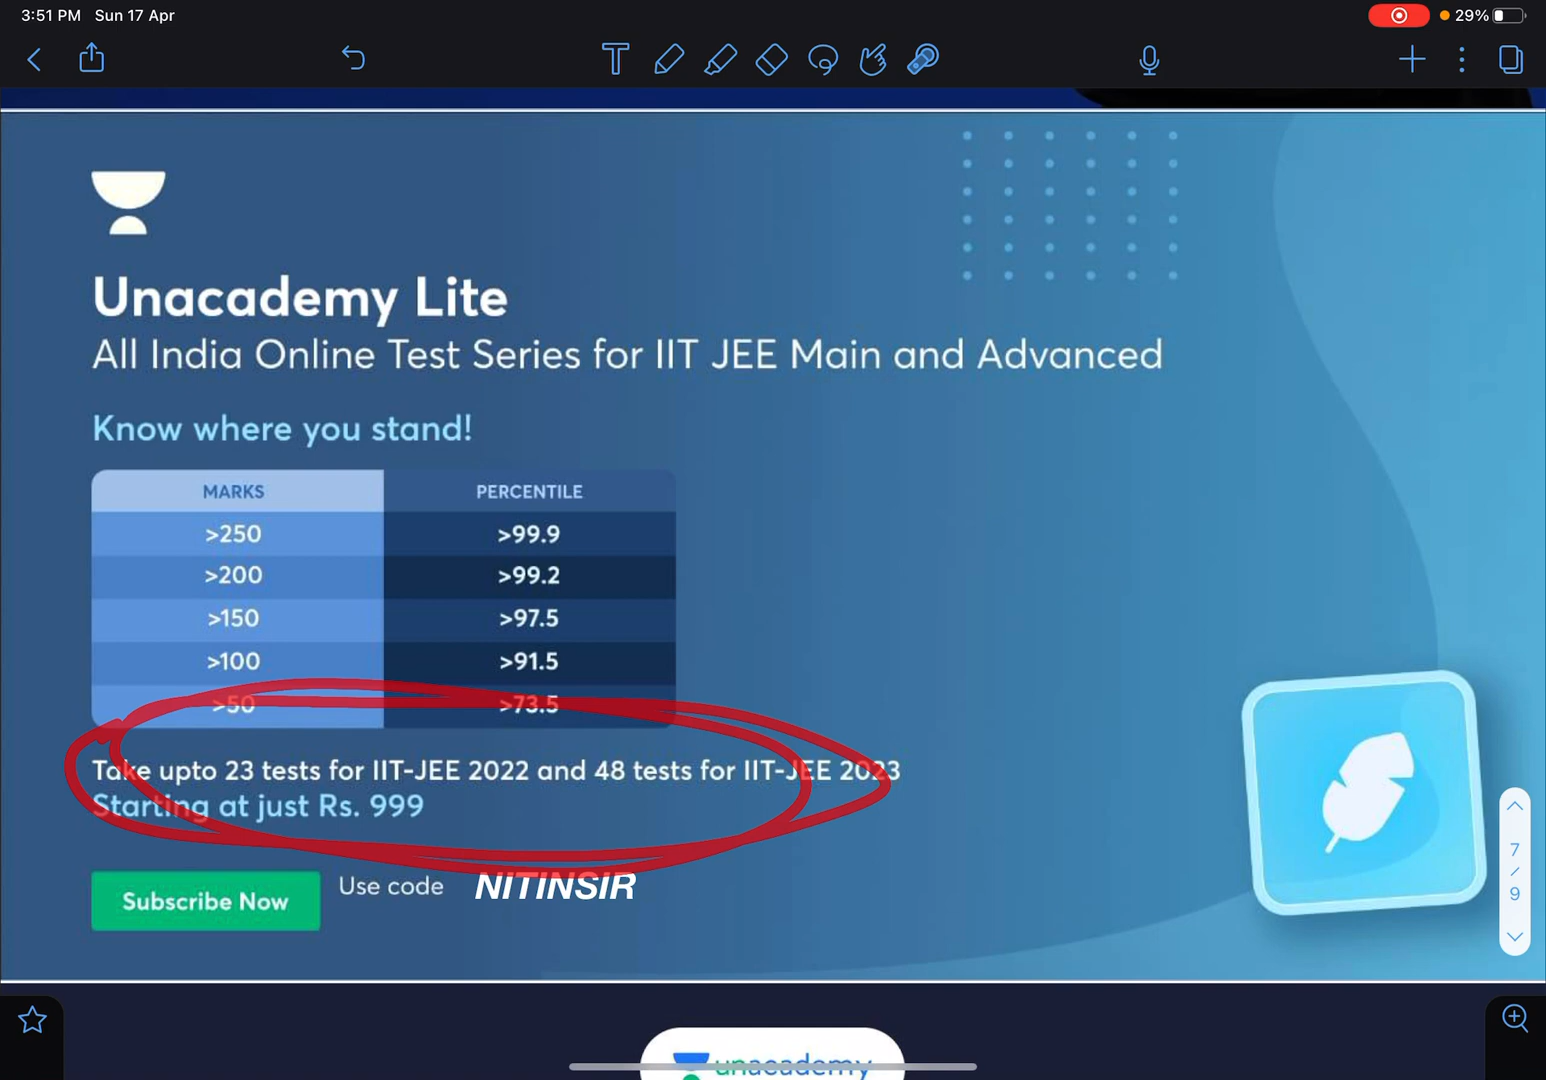 3:51 PM Sun 17 Apr
29%
Unacademy Lite
All India Online Test Series for IIT JEE Main and Advanced
Know where you stand!
MARKS PERCENTILE
>250 >99.9
>200 >99.2
>150 >97.5
>100 >91.5
>50 >73.5
Take upto 23 tests for IIT-JEE 2022 and 48 tests for IIT-JEE 2023
Starting at just Rs. 999
Subscribe Now Use code NITINSIR
7
/
9
unacademy